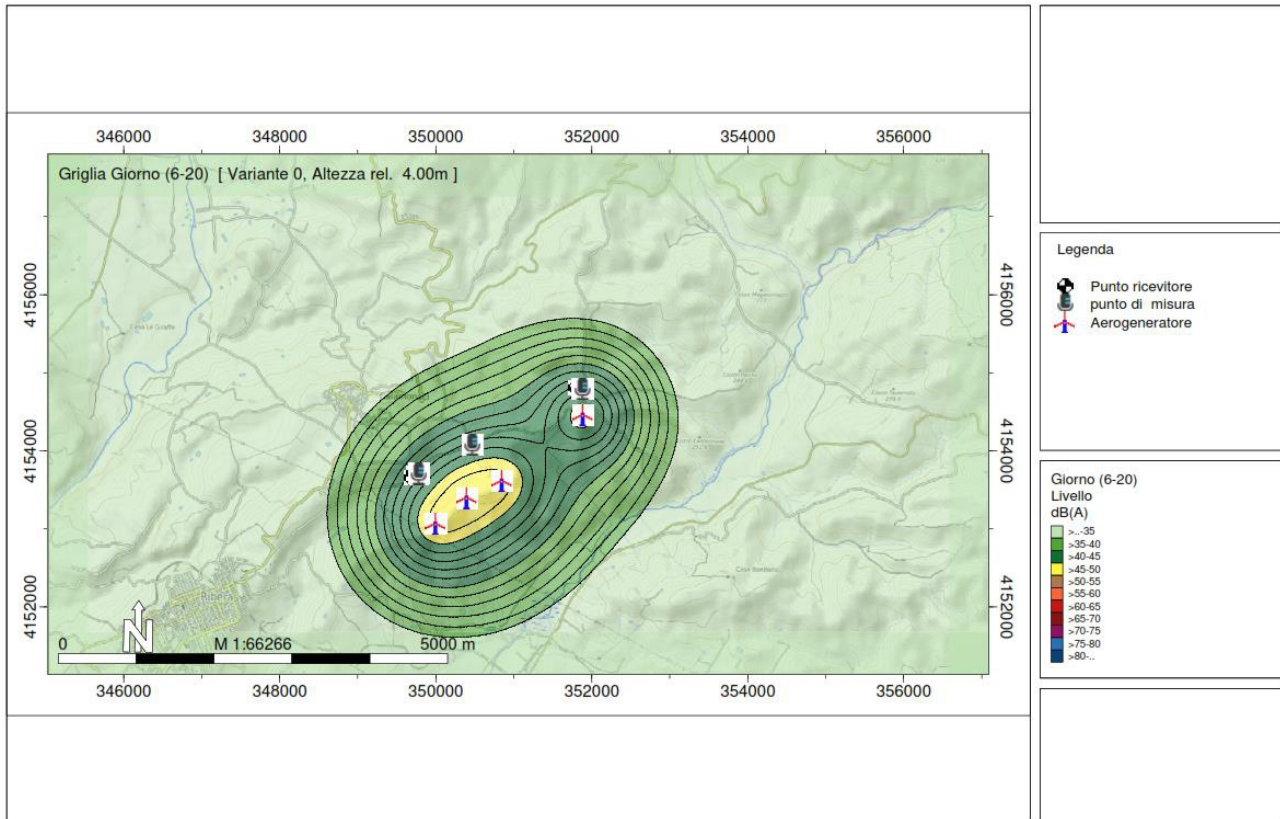 346000 348000 350000 352000 354000 356000
Griglia Giorno (6-20) [ Variante 0, Altezza rel. 4.00m ]
4156000
4154000
4152000
4156000
4154000
4152000
Ribera
N
0 M 1:66266 5000 m
346000 348000 350000 352000 354000 356000
Legenda
Punto ricevitore
punto di misura
Aerogeneratore
Giorno (6-20)
Livello
dB(A)
>..-35
>35-40
>40-45
>45-50
>50-55
>55-60
>60-65
>65-70
>70-75
>75-80
>80-..